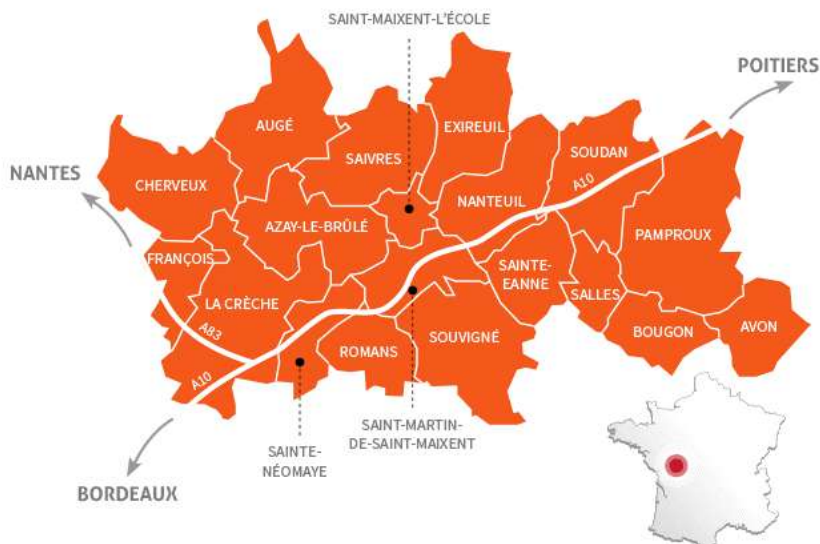 SAINT-MAIXENT-L'ÉCOLE
POITIERS
AUGÉ
EXIREUIL
SAIVRES
SOUDAN
NANTES
CHERVEUX
A10
NANTEUIL
AZAY-LE-BRÛLÉ
PAMPROUX
FRANÇOIS
SAINTE-
EANNE
LA CRÈCHE
SALLES
A83
SOUVIGNÉ
BOUGON
AVON
ROMANS
A10
SAINT-MARTIN-
DE-SAINT-MAIXENT
SAINTE-
NÉOMAYE
BORDEAUX